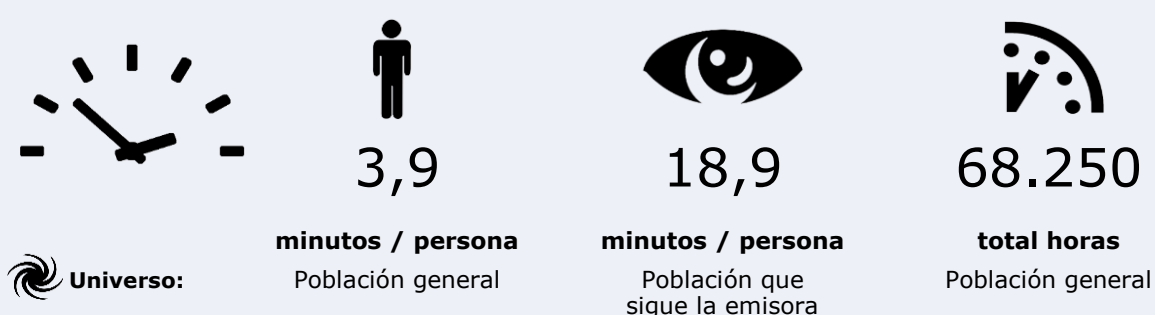 3,9
18,9
68.250
minutos / persona
minutos / persona
total horas
Universo:
Población general
Población que
sigue la emisora
Población general